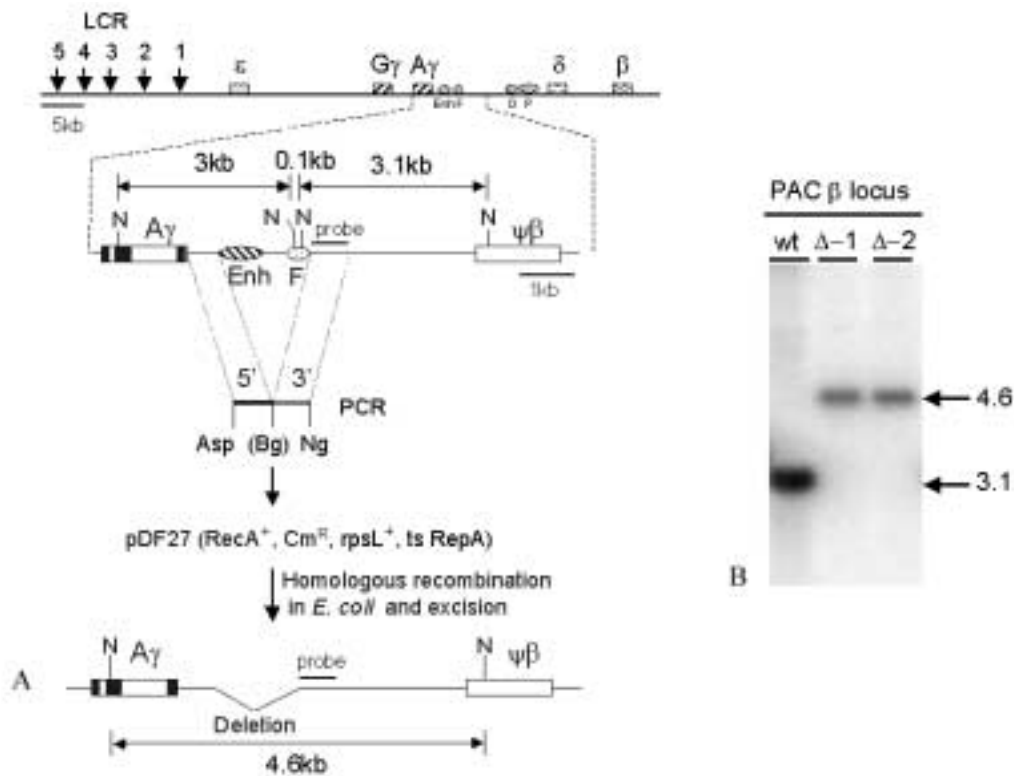 LCR
5 4 3 2 1
ε Gγ Aγ δ β
Enh F
5kb
3kb 0.1kb 3.1kb
N Aγ N N probe N ψβ
Enh F
1kb
5' 3'
PCR
Asp (Bg) Ng
pDF27 (RecA⁺, Cmᴿ, rpsL⁺, ts RepA)
Homologous recombination
in E. coli and excision
N Aγ probe N ψβ
A
Deletion
4.6kb
PAC β locus
wt Δ-1 Δ-2
4.6
3.1
B